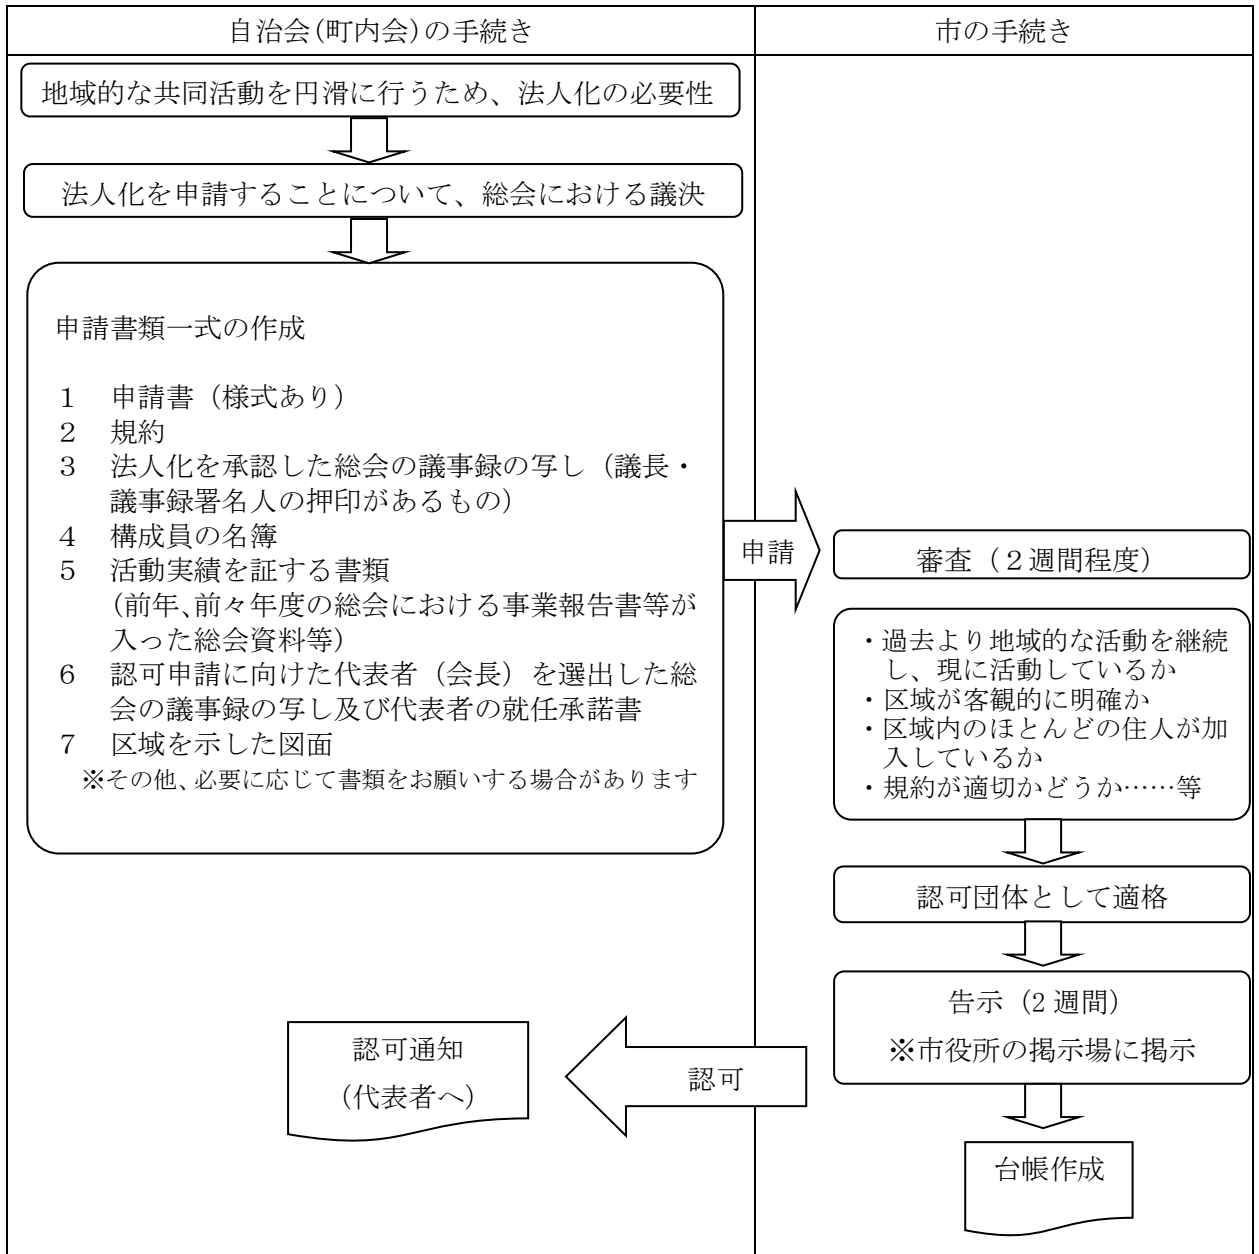 自治会(町内会)の手続き
市の手続き
地域的な共同活動を円滑に行うため、法人化の必要性
法人化を申請することについて、総会における議決
申請書類一式の作成
１ 申請書（様式あり）
２ 規約
３ 法人化を承認した総会の議事録の写し（議長・
議事録署名人の押印があるもの）
４ 構成員の名簿
５ 活動実績を証する書類
（前年、前々年度の総会における事業報告書等が
入った総会資料等）
６ 認可申請に向けた代表者（会長）を選出した総
会の議事録の写し及び代表者の就任承諾書
７ 区域を示した図面
※その他、必要に応じて書類をお願いする場合があります
申請
審査（２週間程度）
・過去より地域的な活動を継続
し、現に活動しているか
・区域が客観的に明確か
・区域内のほとんどの住人が加
入しているか
・規約が適切かどうか……等
認可団体として適格
告示（2 週間）
※市役所の掲示場に掲示
認可
認可通知
（代表者へ）
台帳作成